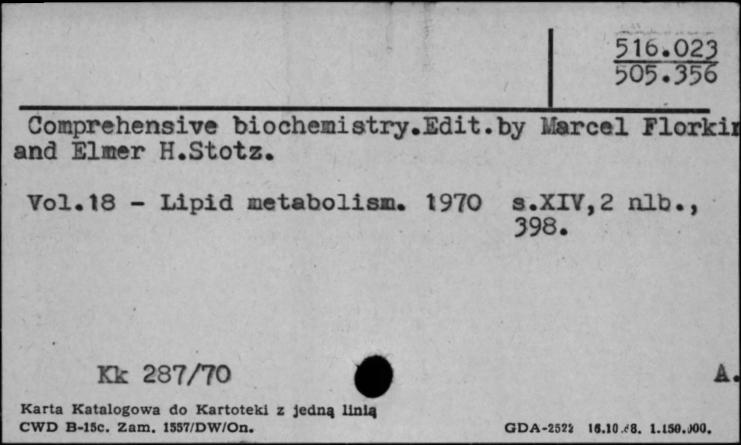 516.023
505.356
Comprehensive biochemistry.Edit.by Marcel Florkin
and Elmer H.Stotz.
Vol.18 - Lipid metabolism. 1970 s.XIV,2 nlb.,
398.
Kk 287/70
A.
Karta Katalogowa do Kartoteki z jedną linią
CWD B-15c. Zam. 1557/DW/On.
GDA-2522